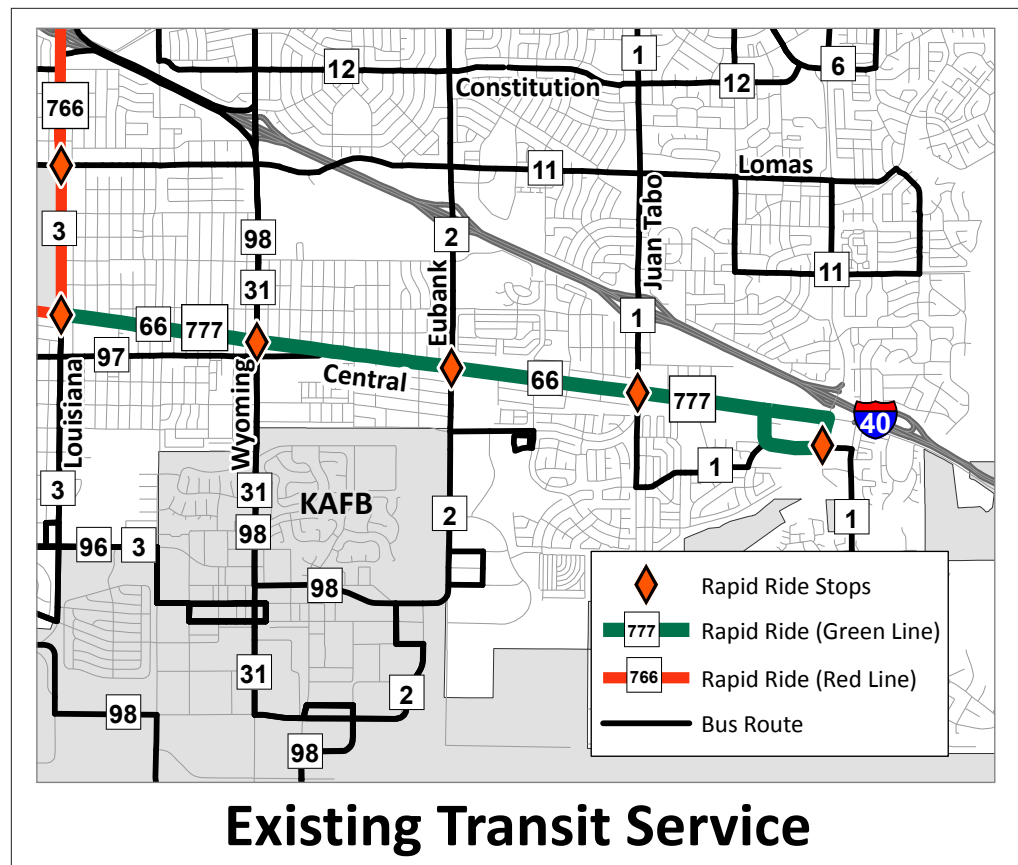 1
12
6
12
Constitution
766
11
Lomas
3
98
2
Juan Tabo
31
Eubank
1
66
777
97
Central
66
777
40
Louisiana
Wyoming
1
3
31
KAFB
2
1
96
3
98
98
31
2
98
98
11
Rapid Ride Stops
777
Rapid Ride (Green Line)
766
Rapid Ride (Red Line)
Bus Route
Existing Transit Service